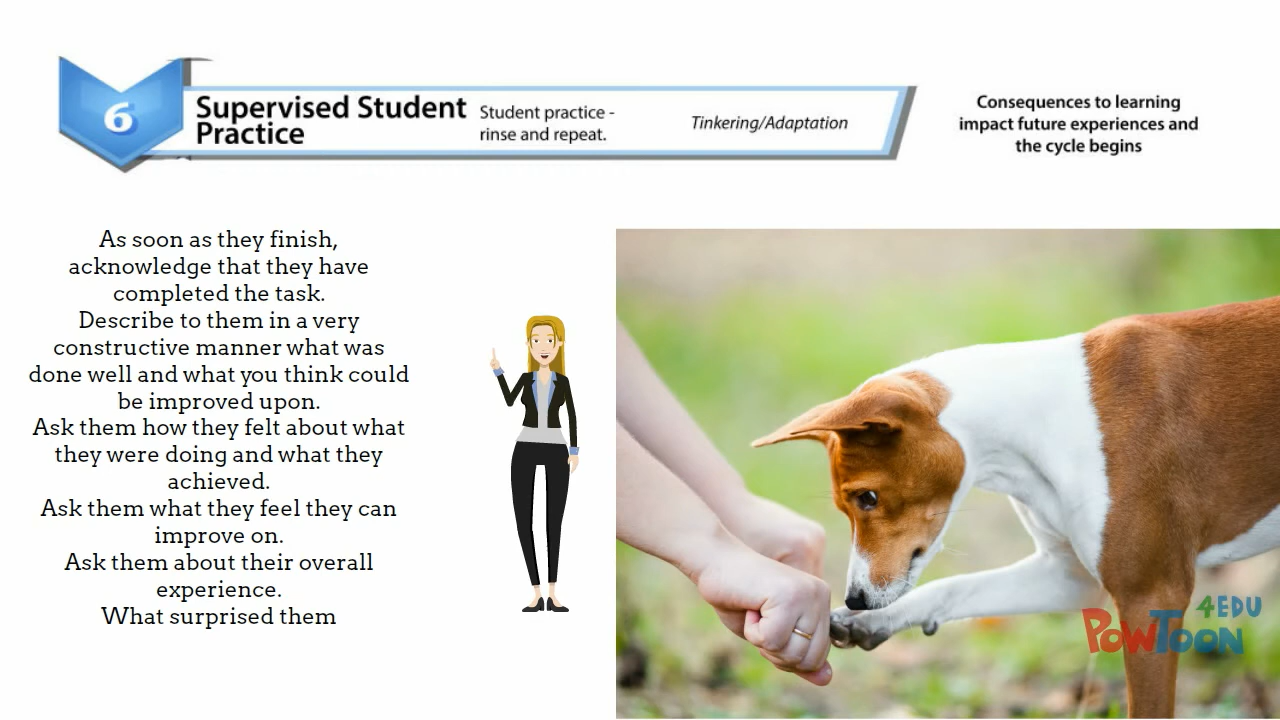 6
Supervised Student
Practice
Student practice -
rinse and repeat.
Tinkering/Adaptation
Consequences to learning
impact future experiences and
the cycle begins
As soon as they finish,
acknowledge that they have
completed the task.
Describe to them in a very
constructive manner what was
done well and what you think could
be improved upon.
Ask them how they felt about what
they were doing and what they
achieved.
Ask them what they feel they can
improve on.
Ask them about their overall
experience.
What surprised them
4EDU
POWTOON